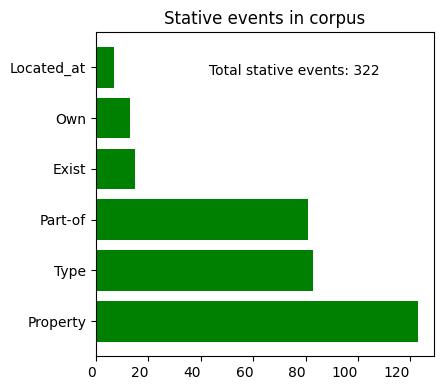 Stative events in corpus
Located_at
Total stative events: 322
Own
Exist
Part-of
Type
Property
0 20 40 60 80 100 120